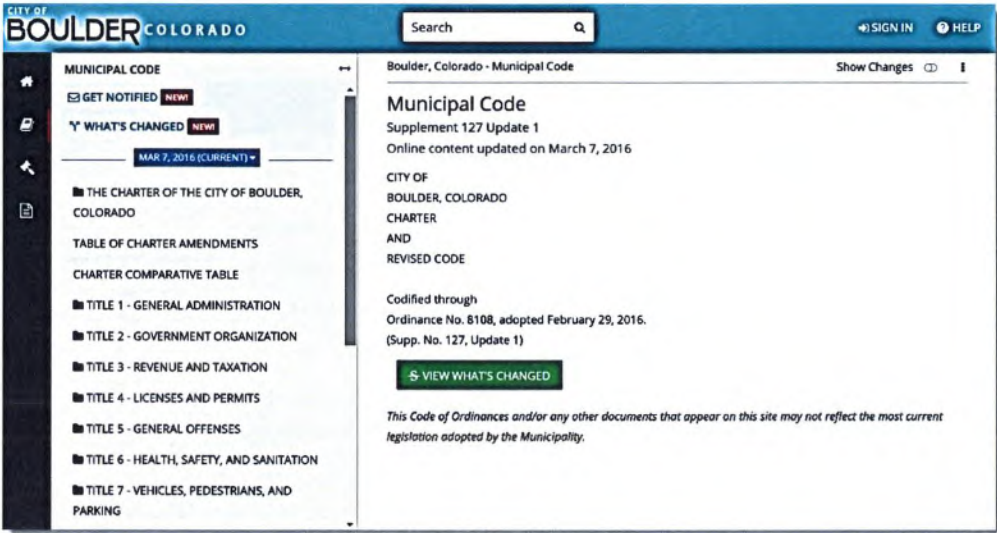 CITY OF
BOULDER COLORADO
Search
SIGN IN
HELP
MUNICIPAL CODE
GET NOTIFIED NEW!
WHAT'S CHANGED NEW!
MAR 7, 2016 (CURRENT)
THE CHARTER OF THE CITY OF BOULDER,
COLORADO
TABLE OF CHARTER AMENDMENTS
CHARTER COMPARATIVE TABLE
TITLE 1 - GENERAL ADMINISTRATION
TITLE 2 - GOVERNMENT ORGANIZATION
TITLE 3 - REVENUE AND TAXATION
TITLE 4 - LICENSES AND PERMITS
TITLE 5 - GENERAL OFFENSES
TITLE 6 - HEALTH, SAFETY, AND SANITATION
TITLE 7 - VEHICLES, PEDESTRIANS, AND
PARKING
Boulder, Colorado - Municipal Code
Show Changes
Municipal Code
Supplement 127 Update 1
Online content updated on March 7, 2016
CITY OF
BOULDER, COLORADO
CHARTER
AND
REVISED CODE
Codified through
Ordinance No. 8108, adopted February 29, 2016.
(Supp. No. 127, Update 1)
VIEW WHAT'S CHANGED
This Code of Ordinances and/or any other documents that appear on this site may not reflect the most current
legislation adopted by the Municipality.